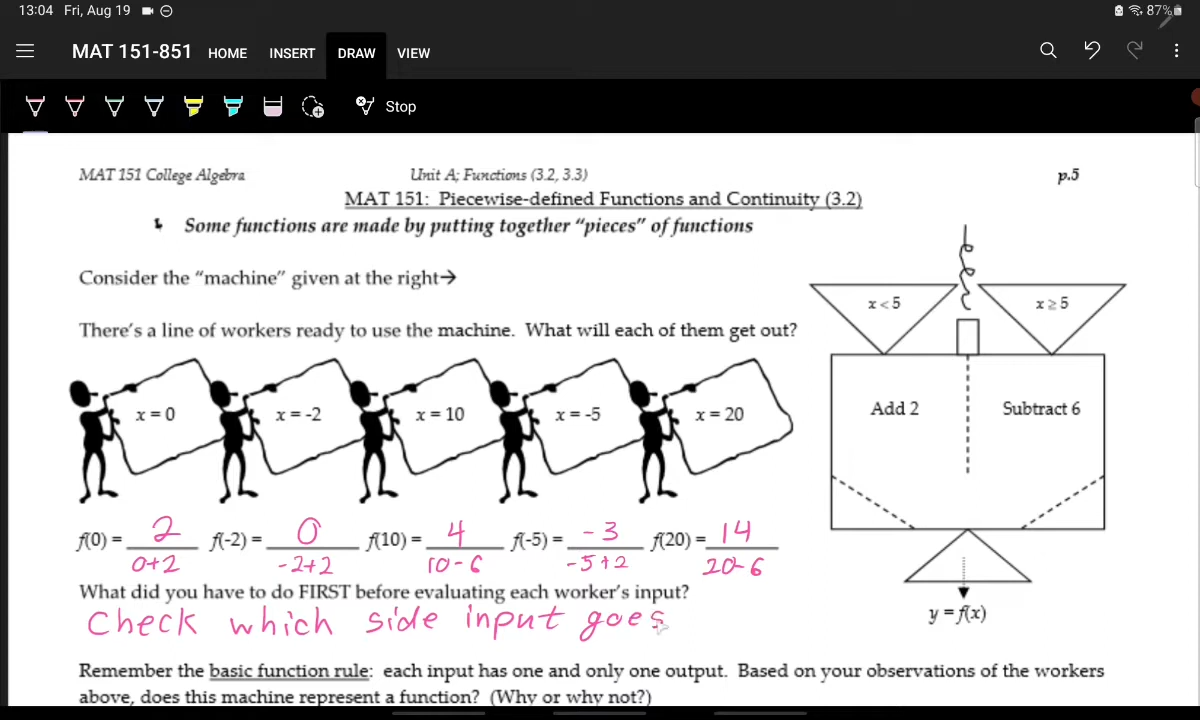 13:04 Fri, Aug 19 87%
MAT 151-851 HOME INSERT DRAW VIEW
Stop
MAT 151 College Algebra Unit A; Functions (3.2, 3.3) p.5
MAT 151: Piecewise-defined Functions and Continuity (3.2)
Some functions are made by putting together “pieces” of functions
Consider the “machine” given at the right→
x < 5 x ≥ 5
There’s a line of workers ready to use the machine. What will each of them get out?
x = 0 x = -2 x = 10 x = -5 x = 20
Add 2 Subtract 6
f(0) = 2 f(-2) = 0 f(10) = 4 f(-5) = -3 f(20) = 14
0+2 -2+2 10-6 -5+2 20-6
What did you have to do FIRST before evaluating each worker’s input?
y = f(x)
Check which side input goes
Remember the basic function rule: each input has one and only one output. Based on your observations of the workers
above, does this machine represent a function? (Why or why not?)